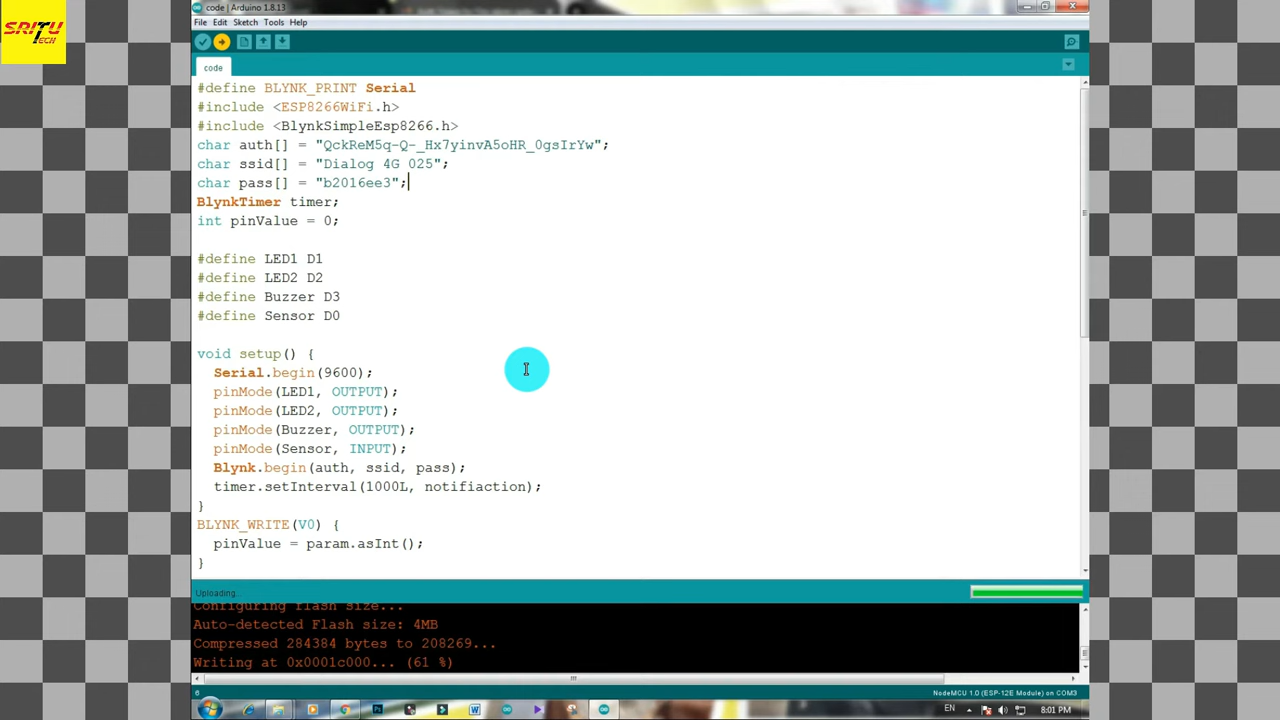 SRITU
TECH
code | Arduino 1.8.13
File Edit Sketch Tools Help
code
#define BLYNK_PRINT Serial
#include <ESP8266WiFi.h>
#include <BlynkSimpleEsp8266.h>
char auth[] = "QckReM5q-Q-_Hx7yinvA5oHR_0gsIrYw";
char ssid[] = "Dialog 4G 025";
char pass[] = "b2016ee3";
BlynkTimer timer;
int pinValue = 0;
#define LED1 D1
#define LED2 D2
#define Buzzer D3
#define Sensor D0
void setup() {
Serial.begin(9600);
pinMode(LED1, OUTPUT);
pinMode(LED2, OUTPUT);
pinMode(Buzzer, OUTPUT);
pinMode(Sensor, INPUT);
Blynk.begin(auth, ssid, pass);
timer.setInterval(1000L, notifiaction);
}
BLYNK_WRITE(V0) {
pinValue = param.asInt();
}
Uploading...
Configuring flash size...
Auto-detected Flash size: 4MB
Compressed 284384 bytes to 208269...
Writing at 0x0001c000... (61 %)
6
NodeMCU 1.0 (ESP-12E Module) on COM3
EN
8:01 PM